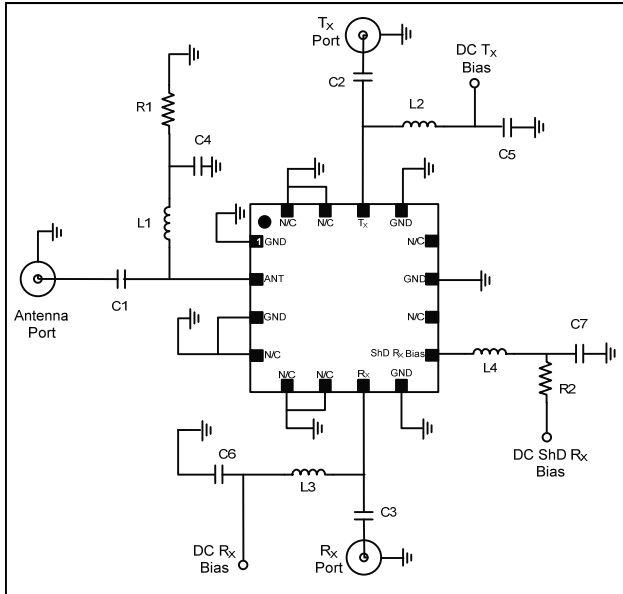 TX
Port
DC TX
Bias
C2
L2
R1
C4
C5
L1
N/C
N/C
TX
GND
1
GND
N/C
ANT
GND
Antenna
Port
C1
GND
N/C
C7
N/C
ShD RX Bias
N/C
N/C
RX
GND
L4
R2
C6
DC ShD RX
Bias
L3
C3
DC RX
Bias
RX
Port